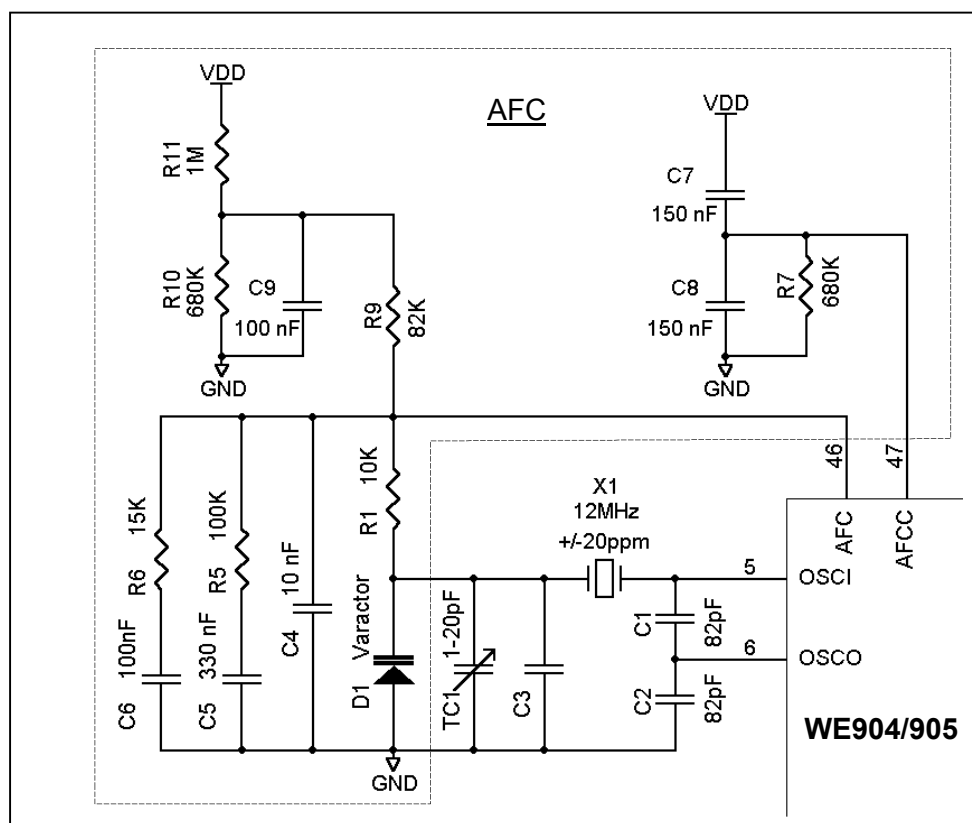 AFC
VDD
R11
1M
R10
680K
C9
100 nF
GND
R9
82K
VDD
C7
150 nF
C8
150 nF
R7
680K
GND
46
47
AFC
AFCC
15K
R6
100K
R5
10 nF
C4
100nF
C6
330 nF
C5
10K
R1
Varactor
D1
GND
1-20pF
TC1
C3
X1
12MHz
+/-20ppm
C1
82pF
C2
82pF
5
OSCI
6
OSCO
WE904/905